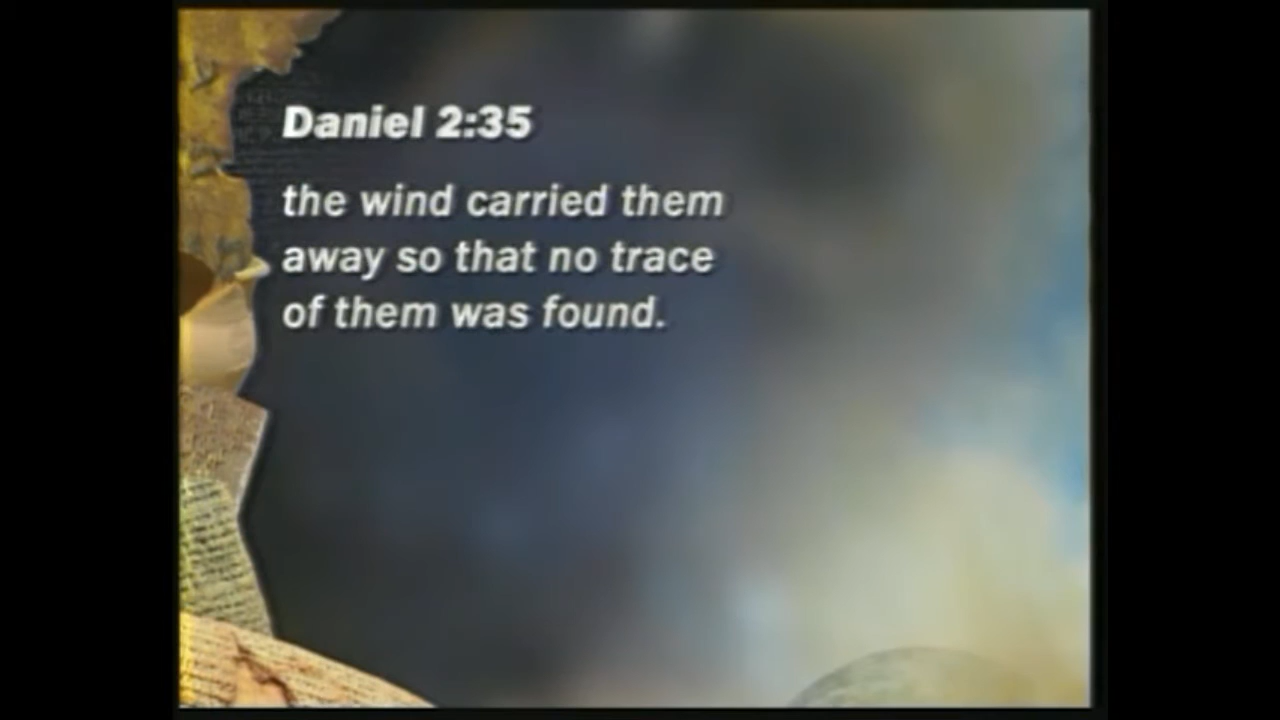 Daniel 2:35
the wind carried them
away so that no trace
of them was found.